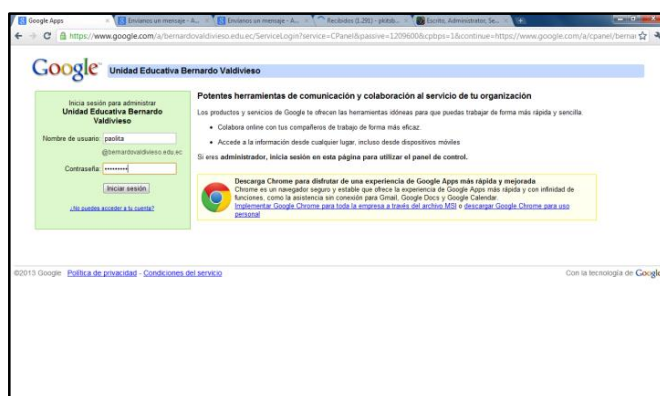 Google Apps
Envíanos un mensaje - A...
Envíanos un mensaje - A...
Recibidos (1.280) - pilotob...
Escrito, Administrador, Se...
https://www.google.com/a/bernardovaldivieso.edu.ec/ServiceLogin?service=CPanel&passive=1209600&cpbps=1&continue=https://www.google.com/a/cpanel/bernar
Google Unidad Educativa Bernardo Valdivieso
Inicia sesión para administrar
Unidad Educativa Bernardo
Valdivieso
Nombre de usuario: paolita
@bernardovaldivieso.edu.ec
Contraseña: •••••••••
Iniciar sesión
¿No puedes acceder a tu cuenta?
Potentes herramientas de comunicación y colaboración al servicio de tu organización
Los productos y servicios de Google te ofrecen las herramientas idóneas para que puedas trabajar de forma más rápida y sencilla.
• Colabora online con tus compañeros de trabajo de forma más eficaz.
• Accede a la información desde cualquier lugar, incluso desde dispositivos móviles
Si eres administrador, inicia sesión en esta página para utilizar el panel de control.
Descarga Chrome para disfrutar de una experiencia de Google Apps más rápida y mejorada
Chrome es un navegador seguro y estable que ofrece la experiencia de Google Apps más rápida y con infinidad de
funciones, como la asistencia sin conexión para Gmail, Google Docs y Google Calendar.
Implementar Google Chrome para toda la empresa a través del archivo MSI o descargar Google Chrome para uso
personal
©2013 Google Política de privacidad - Condiciones del servicio
Con la tecnología de Google